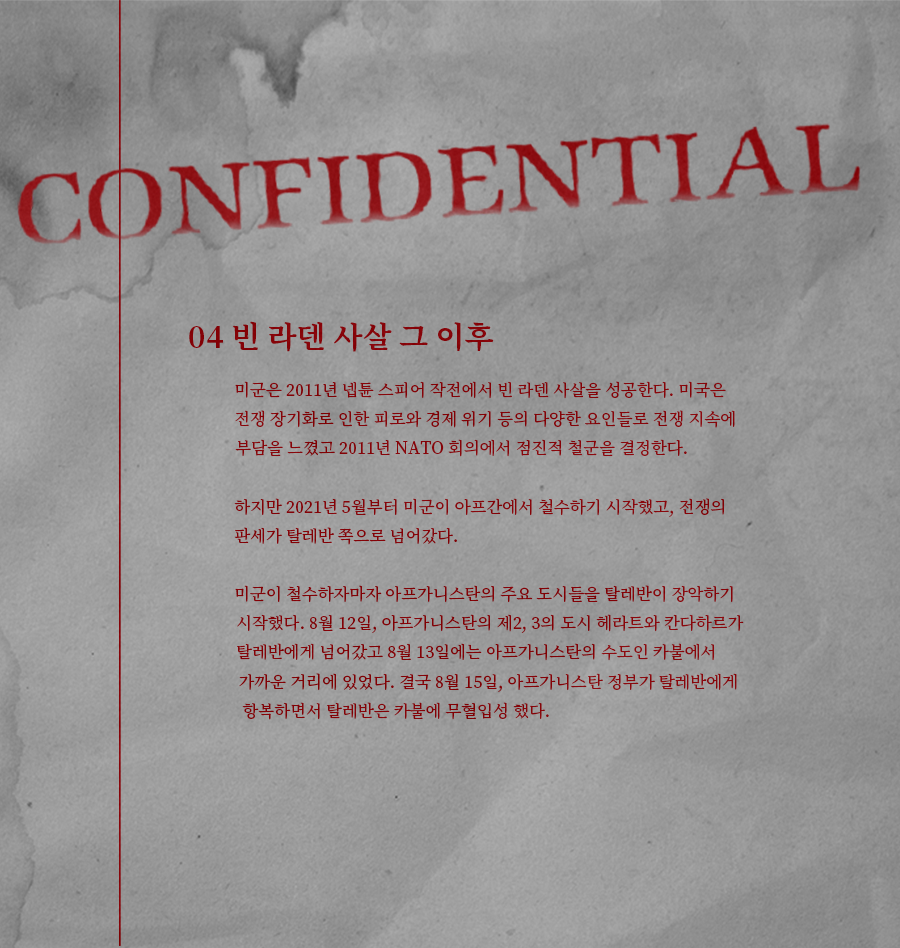 CONFIDENTIAL
04 빈 라덴 사살 그 이후
미군은 2011년 넵튠 스피어 작전에서 빈 라덴 사살을 성공한다. 미국은
전쟁 장기화로 인한 피로와 경제 위기 등의 다양한 요인들로 전쟁 지속에
부담을 느꼈고 2011년 NATO 회의에서 점진적 철군을 결정한다.
하지만 2021년 5월부터 미군이 아프간에서 철수하기 시작했고, 전쟁의
판세가 탈레반 쪽으로 넘어갔다.
미군이 철수하자마자 아프가니스탄의 주요 도시들을 탈레반이 장악하기
시작했다. 8월 12일, 아프가니스탄의 제2, 3의 도시 헤라트와 칸다하르가
탈레반에게 넘어갔고 8월 13일에는 아프가니스탄의 수도인 카불에서
가까운 거리에 있었다. 결국 8월 15일, 아프가니스탄 정부가 탈레반에게
항복하면서 탈레반은 카불에 무혈입성 했다.